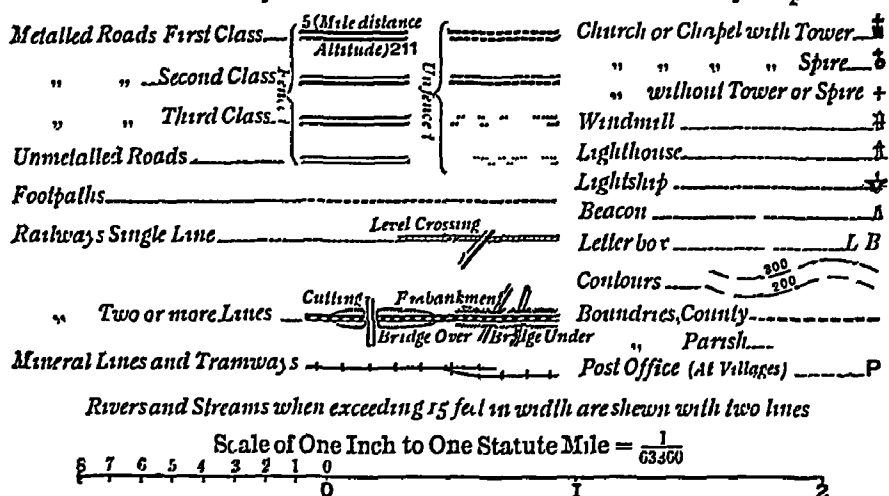 Metalled Roads First Class
5 (Mile distance
Altitude) 211
Church or Chapel with Tower
„ „ Second Class
„ „ „ „ Spire
„ without Tower or Spire +
„ „ Third Class
Unfence
Windmill
Unmetalled Roads
Lighthouse
Lightship
Footpaths
Beacon
Railways Single Line
Level Crossing
Letter box L B
Contours 300
200
Cutting Embankment
„ Two or more Lines
Boundries, County
Bridge Over Bridge Under
„ Parish
Mineral Lines and Tramways
Post Office (At Villages) P
Rivers and Streams when exceeding 15 feet in width are shewn with two lines
Scale of One Inch to One Statute Mile = 1/63360
8 7 6 5 4 3 2 1 0
0 1 2